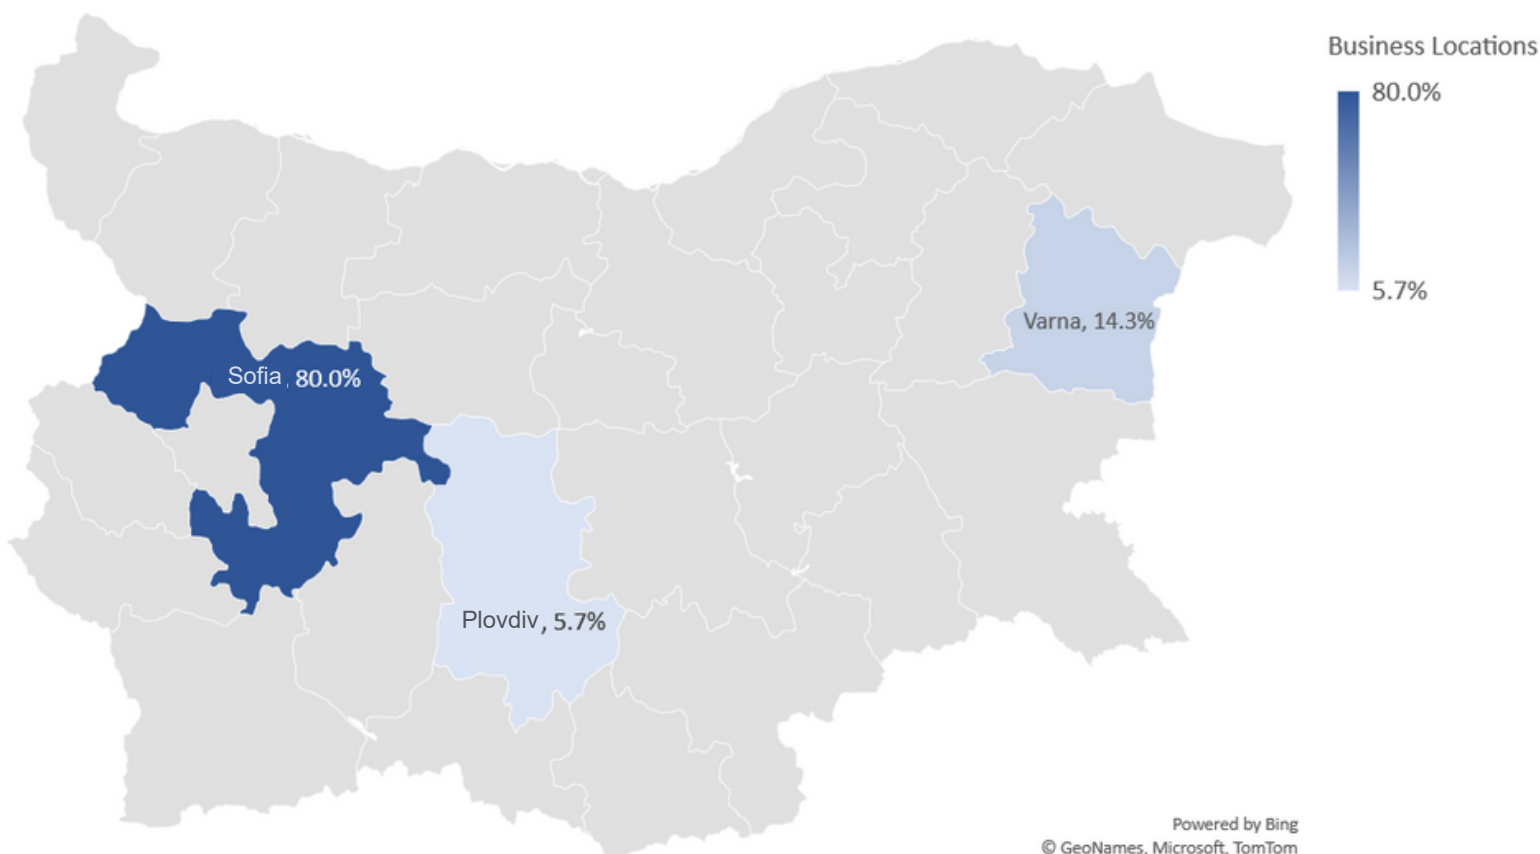 Business Locations
80.0%
5.7%
Varna, 14.3%
Sofia, 80.0%
Plovdiv, 5.7%
Powered by Bing
© GeoNames, Microsoft, TomTom